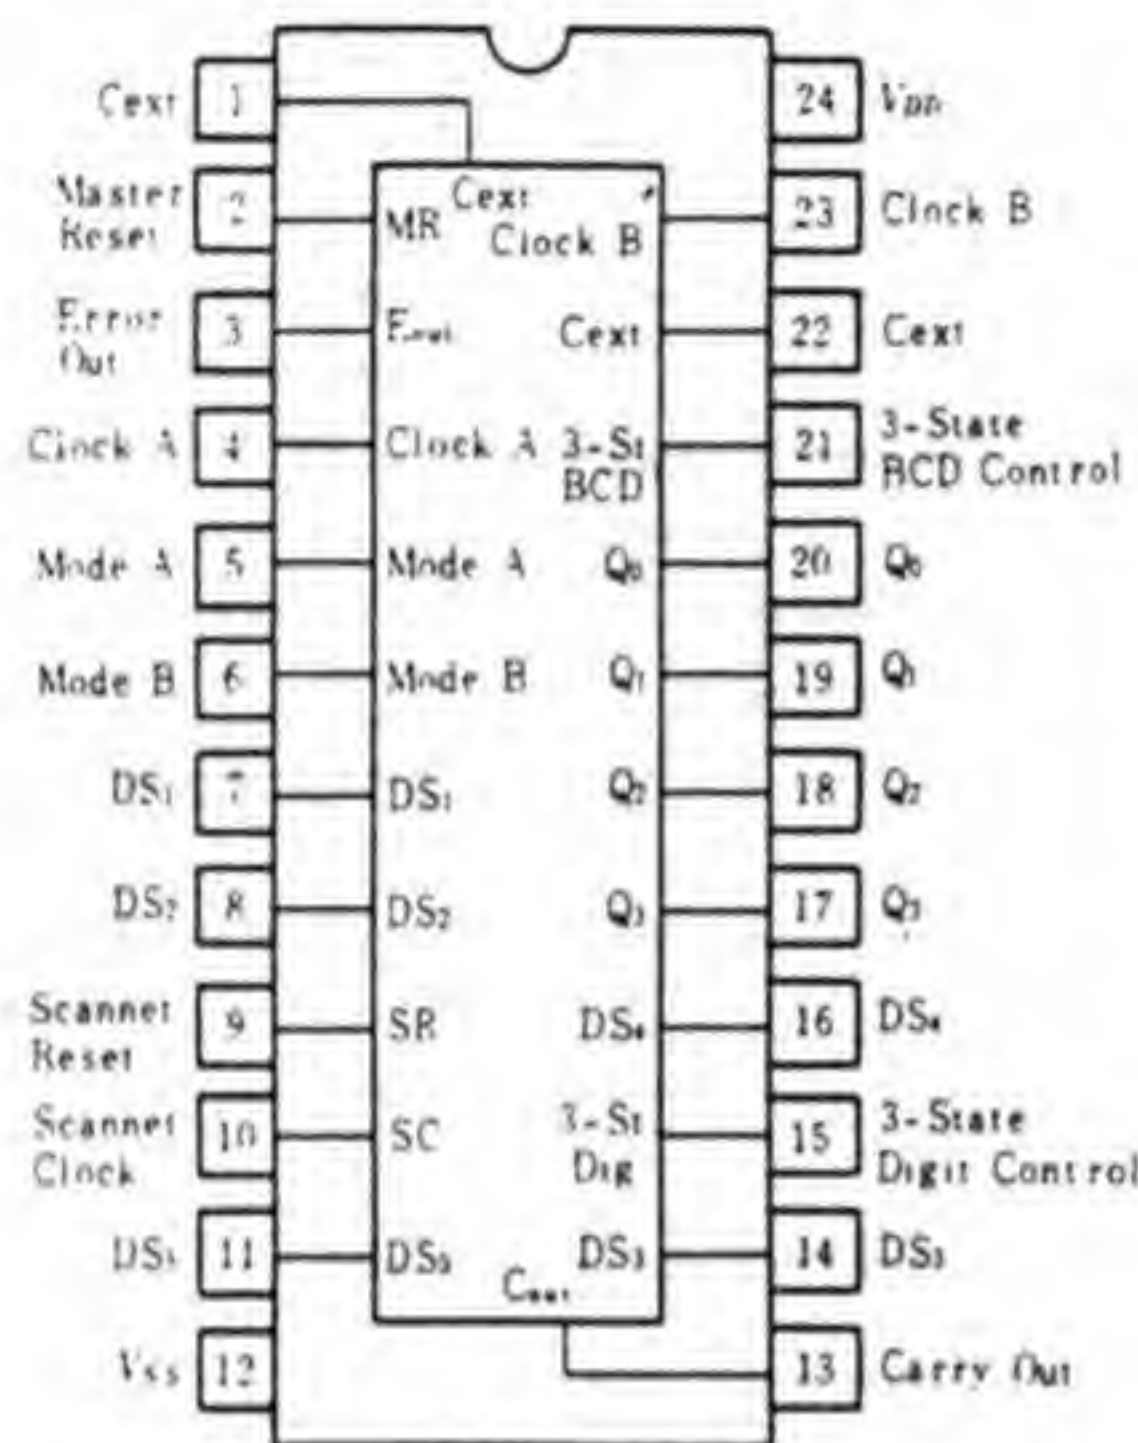 Cext 1
24 VDD
Master
Reset 2
MR
Cext
Clock B
23 Clock B
Error
Out 3
Eout
Cext
22 Cext
Clock A 4
Clock A
3-St
BCD
21 3-State
BCD Control
Mode A 5
Mode A
Q0
20 Q0
Mode B 6
Mode B
Q1
19 Q1
DS1 7
DS1
Q2
18 Q2
DS2 8
DS2
Q3
17 Q3
Scannet
Reset 9
SR
DS4
16 DS4
Scannet
Clock 10
SC
3-St
Dig
15 3-State
Digit Control
DS5 11
DS5
DS3
14 DS3
Cout
VSS 12
13 Carry Out